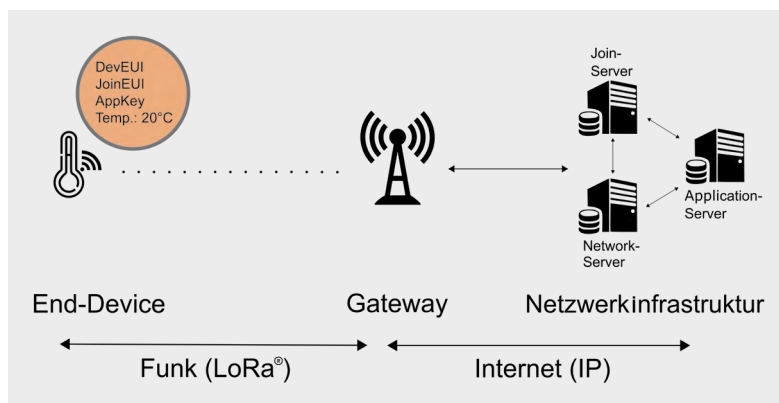 DevEUI
JoinEUI
AppKey
Temp.: 20°C
Join-
Server
Application-
Server
Network-
Server
End-Device
Gateway
Netzwerkinfrastruktur
Funk (LoRa®)
Internet (IP)